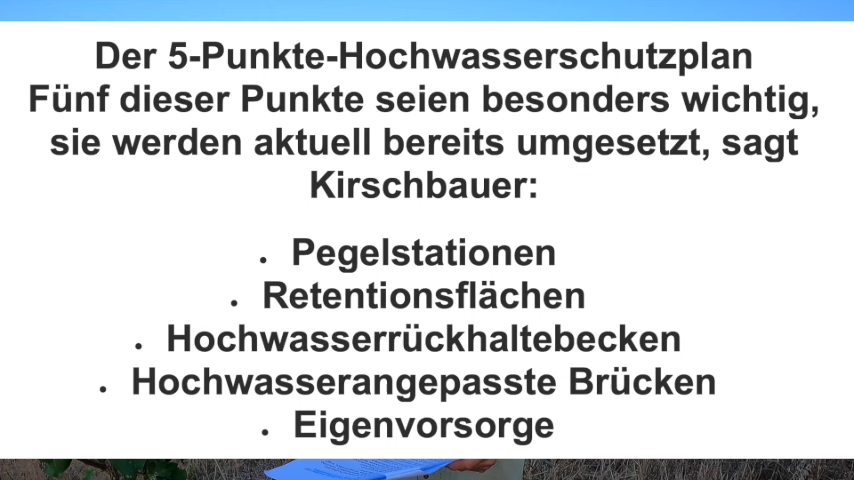 Der 5-Punkte-Hochwasserschutzplan
Fünf dieser Punkte seien besonders wichtig,
sie werden aktuell bereits umgesetzt, sagt
Kirschbauer:
• Pegelstationen
• Retentionsflächen
• Hochwasserrückhaltebecken
• Hochwasserangepasste Brücken
• Eigenvorsorge